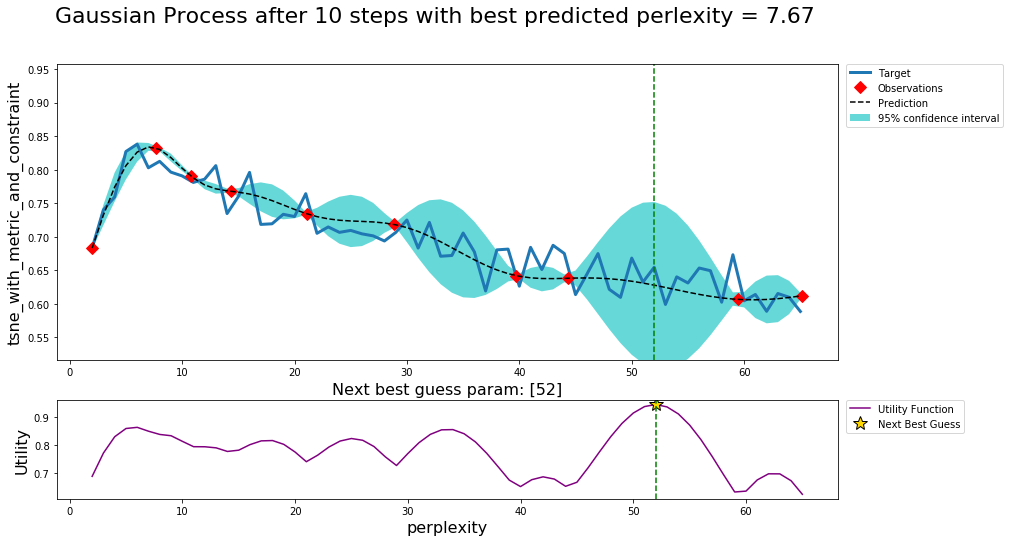 Gaussian Process after 10 steps with best predicted perlexity = 7.67
tsne_with_metric_and_constraint
0.95
0.90
0.85
0.80
0.75
0.70
0.65
0.60
0.55
0 10 20 30 40 50 60
Target
Observations
Prediction
95% confidence interval
Next best guess param: [52]
Utility
0.9
0.8
0.7
0 10 20 30 40 50 60
perplexity
Utility Function
Next Best Guess